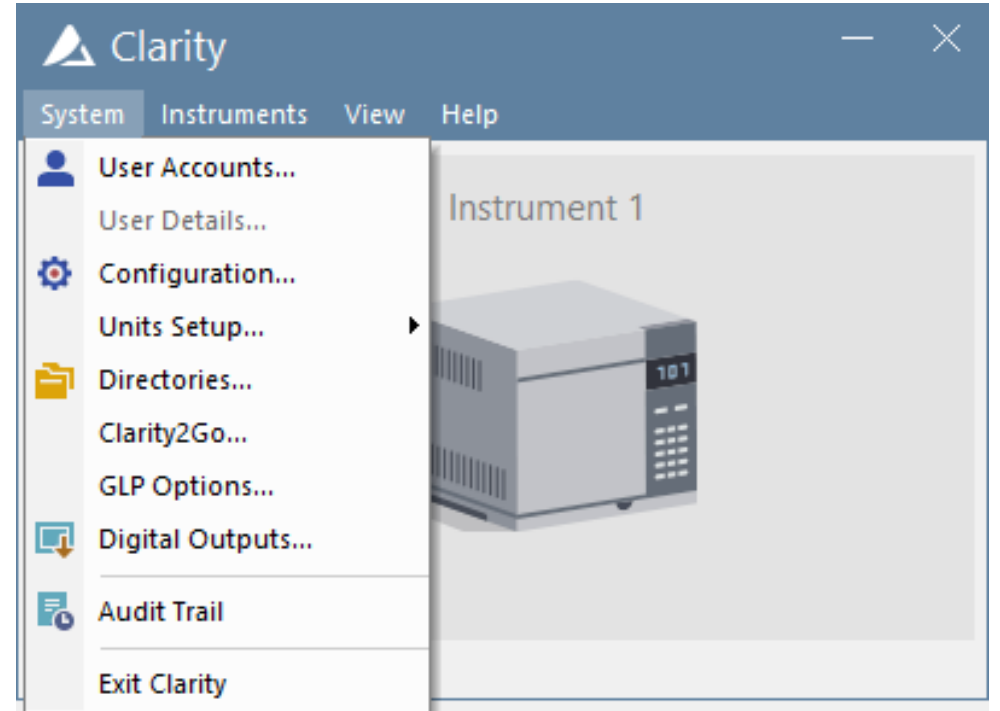 Clarity
System Instruments View Help
User Accounts...
User Details...
Configuration...
Units Setup...
Directories...
Clarity2Go...
GLP Options...
Digital Outputs...
Audit Trail
Exit Clarity
Instrument 1
101